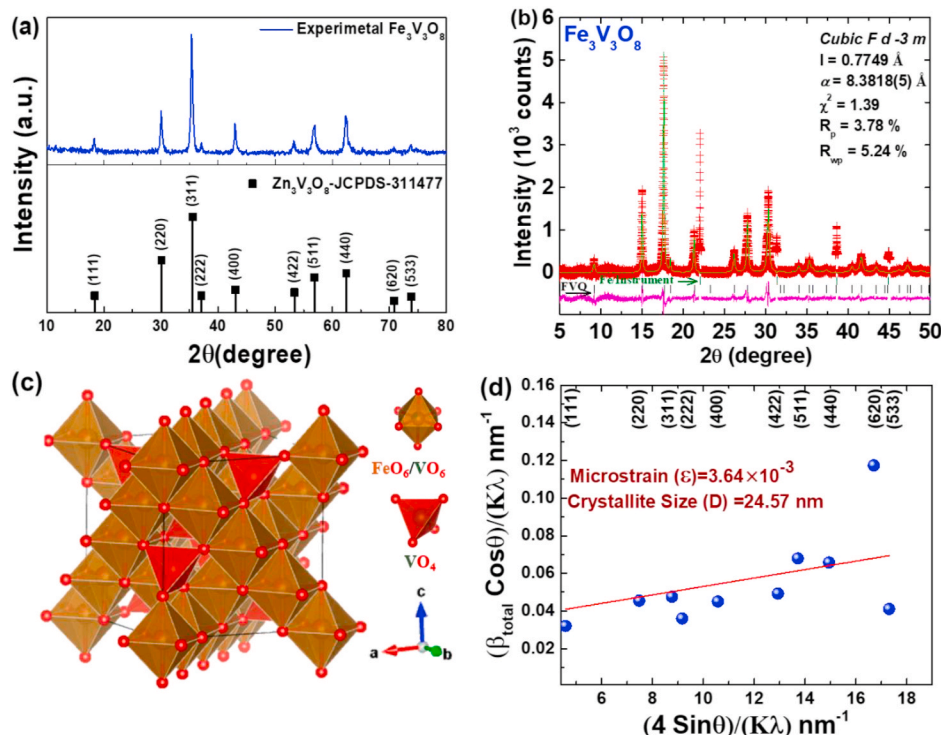 (a)
Experimetal Fe₃V₃O₈
Intensity (a.u.)
Zn₃V₃O₈-JCPDS-311477
(111)
(220)
(311)
(222)
(400)
(422)
(511)
(440)
(620)
(533)
10 20 30 40 50 60 70 80
2θ(degree)
(b)
Fe₃V₃O₈
Cubic F d -3 m
l = 0.7749 Å
α = 8.3818(5) Å
χ² = 1.39
Rp = 3.78 %
Rwp = 5.24 %
Intensity (10³ counts)
6
5
4
3
2
1
0
Fe/Instrument
FVO
5 10 15 20 25 30 35 40 45 50
2θ (degree)
(c)
FeO₆/VO₆
VO₄
c
a
b
(d)
(111)
(220)
(311)
(222)
(400)
(422)
(511)
(440)
(620)
(533)
Microstrain (ε)=3.64×10⁻³
Crystallite Size (D) =24.57 nm
(βtotal Cosθ)/(Kλ) nm⁻¹
0.16
0.14
0.12
0.10
0.08
0.06
0.04
0.02
6 8 10 12 14 16 18
(4 Sinθ)/(Kλ) nm⁻¹